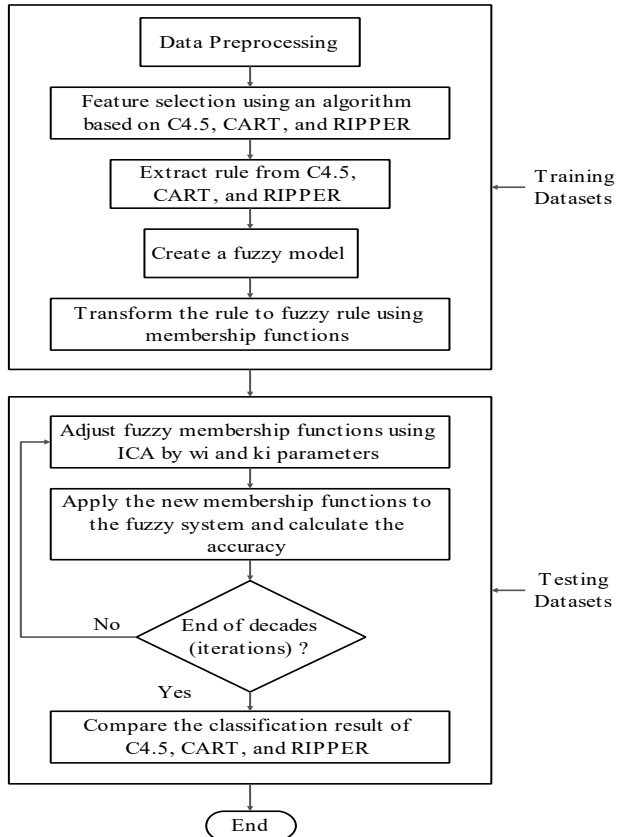 Data Preprocessing
Feature selection using an algorithm
based on C4.5, CART, and RIPPER
Extract rule from C4.5,
CART, and RIPPER
Create a fuzzy model
Transform the rule to fuzzy rule using
membership functions
Training
Datasets
Adjust fuzzy membership functions using
ICA by wi and ki parameters
Apply the new membership functions to
the fuzzy system and calculate the
accuracy
End of decades
(iterations) ?
No
Yes
Compare the classification result of
C4.5, CART, and RIPPER
Testing
Datasets
End